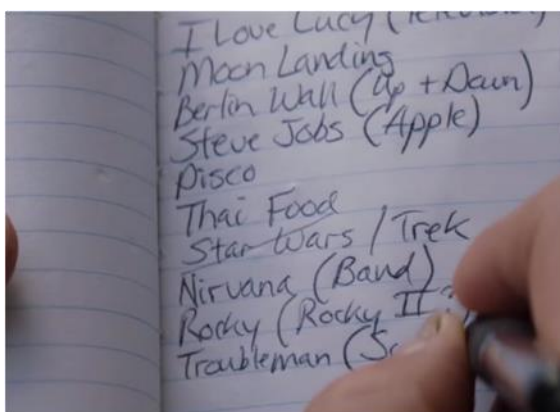 I Love Lucy (
Moon Landing
Berlin Wall (Up + Down)
Steve Jobs (Apple)
Disco
Thai Food
Star Wars / Trek
Nirvana (Band)
Rocky (Rocky II ?)
Troubleman (